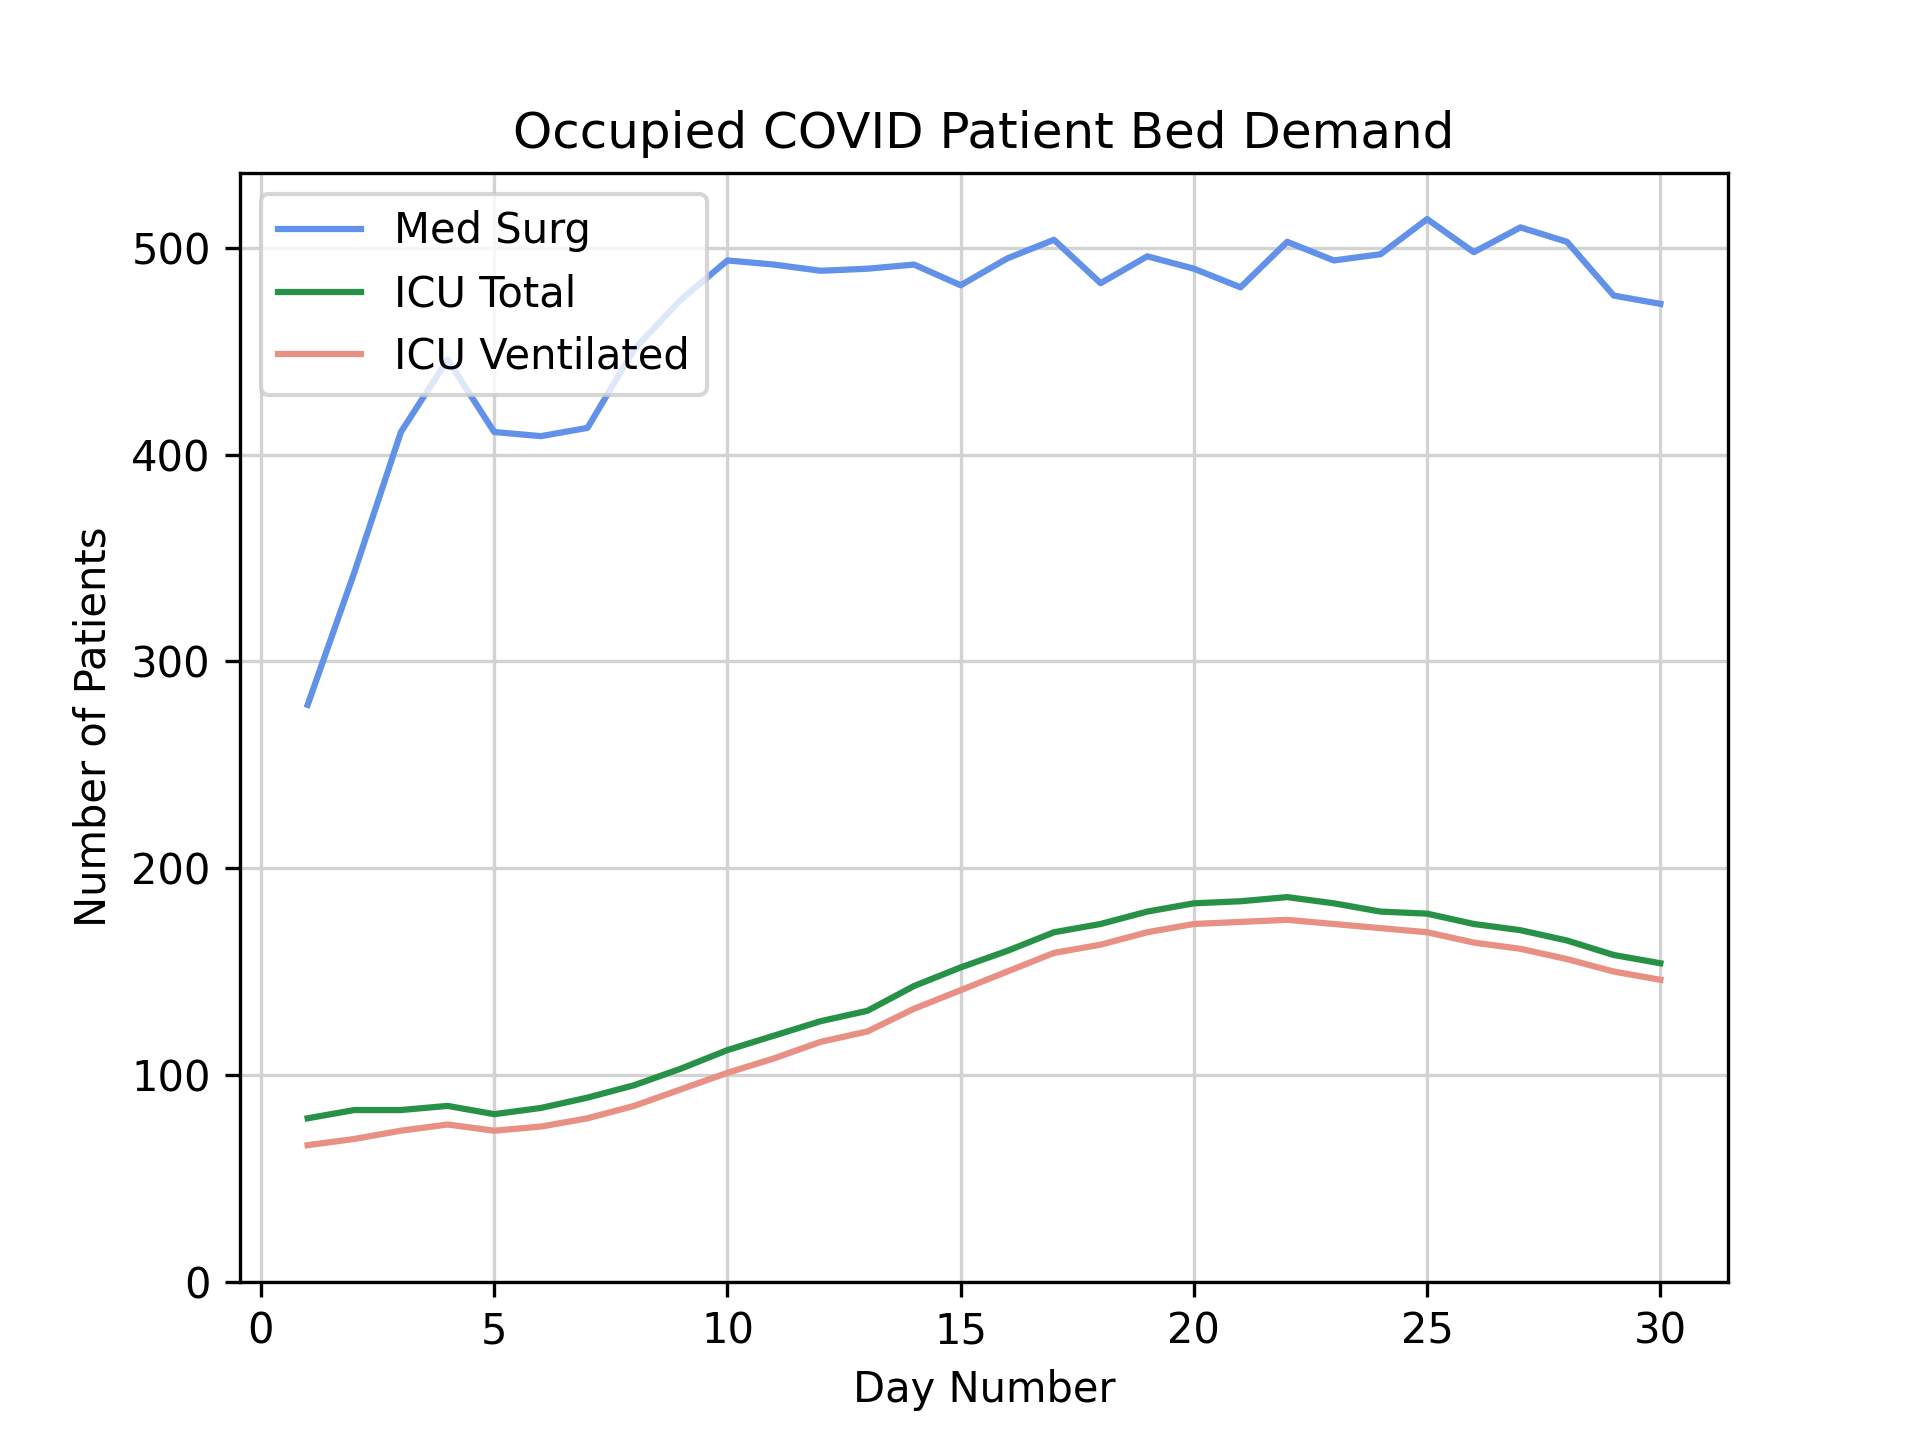 Occupied COVID Patient Bed Demand
Med Surg
ICU Total
ICU Ventilated
Number of Patients
500
400
300
200
100
0
0 5 10 15 20 25 30
Day Number